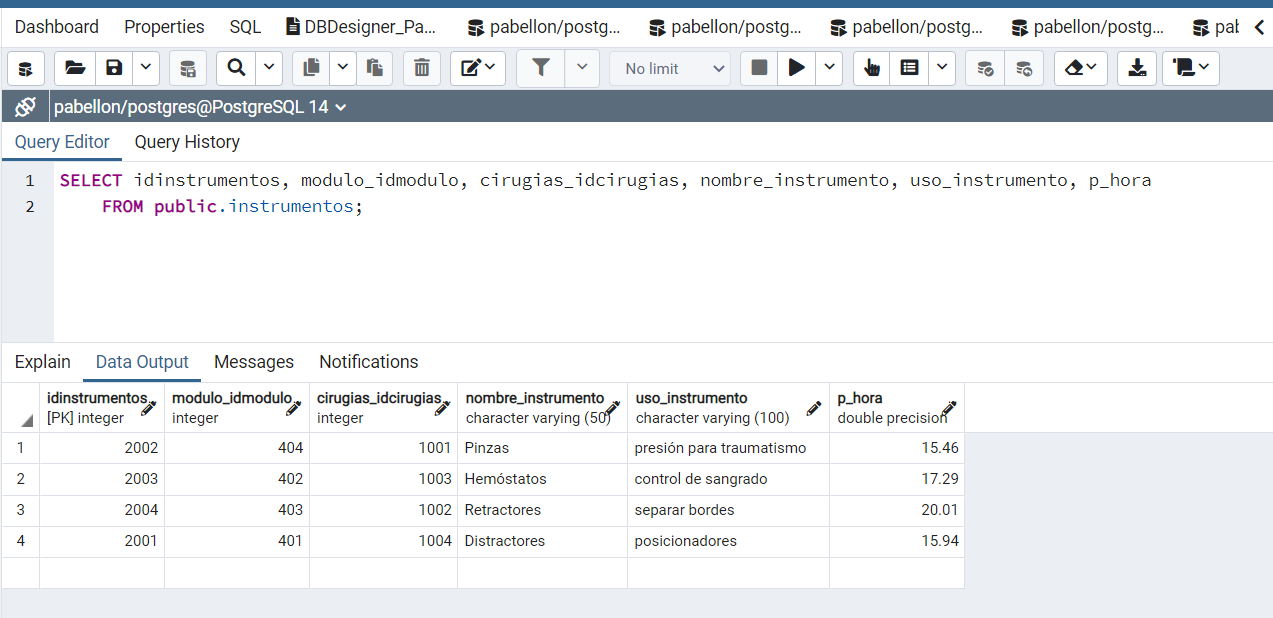 Dashboard Properties SQL DBDesigner_Pa... pabellon/postg... pabellon/postg... pabellon/postg... pabellon/postg... pab
No limit
pabellon/postgres@PostgreSQL 14
Query Editor Query History
1 SELECT idinstrumentos, modulo_idmodulo, cirugias_idcirugias, nombre_instrumento, uso_instrumento, p_hora
2 FROM public.instrumentos;
Explain Data Output Messages Notifications
idinstrumentos modulo_idmodulo cirugias_idcirugias nombre_instrumento uso_instrumento p_hora
[PK] integer integer integer character varying (50) character varying (100) double precision
1 2002 404 1001 Pinzas presión para traumatismo 15.46
2 2003 402 1003 Hemóstatos control de sangrado 17.29
3 2004 403 1002 Retractores separar bordes 20.01
4 2001 401 1004 Distractores posicionadores 15.94